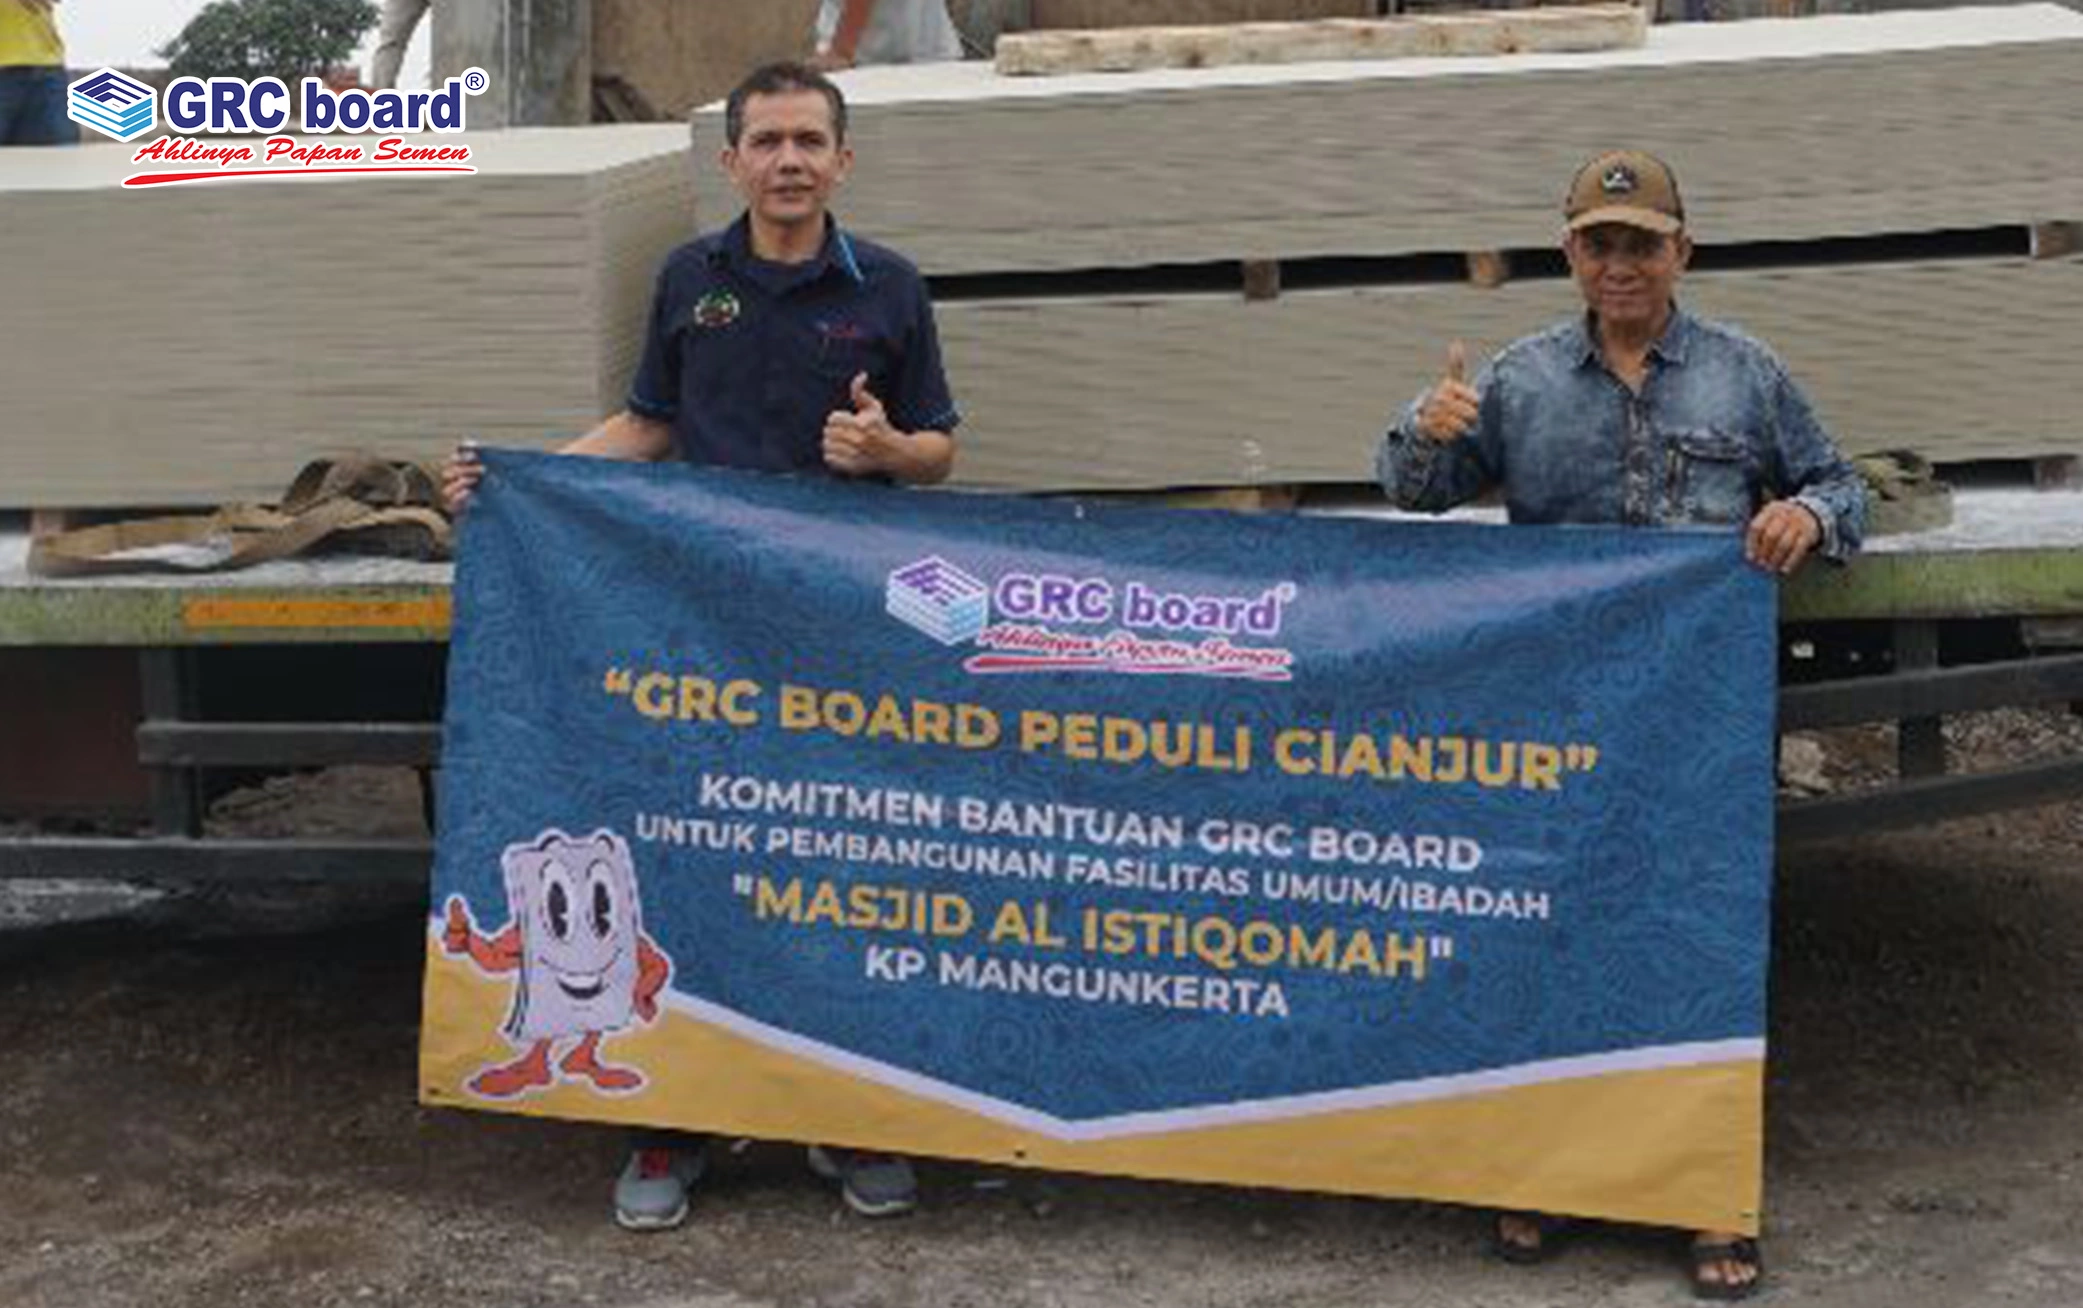 GRC board®
Ahlinya Papan Semen
GRC board
Ahlinya Papan Semen
“GRC BOARD PEDULI CIANJUR”
KOMITMEN BANTUAN GRC BOARD
UNTUK PEMBANGUNAN FASILITAS UMUM/IBADAH
"MASJID AL ISTIQOMAH"
KP MANGUNKERTA